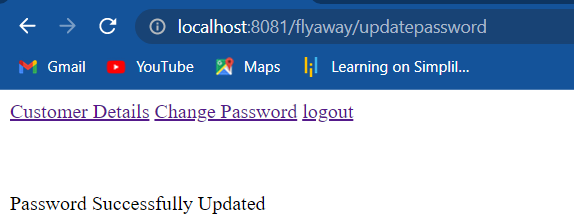 localhost:8081/flyaway/updatepassword
Gmail YouTube Maps Learning on Simplil...
Customer Details Change Password logout
Password Successfully Updated